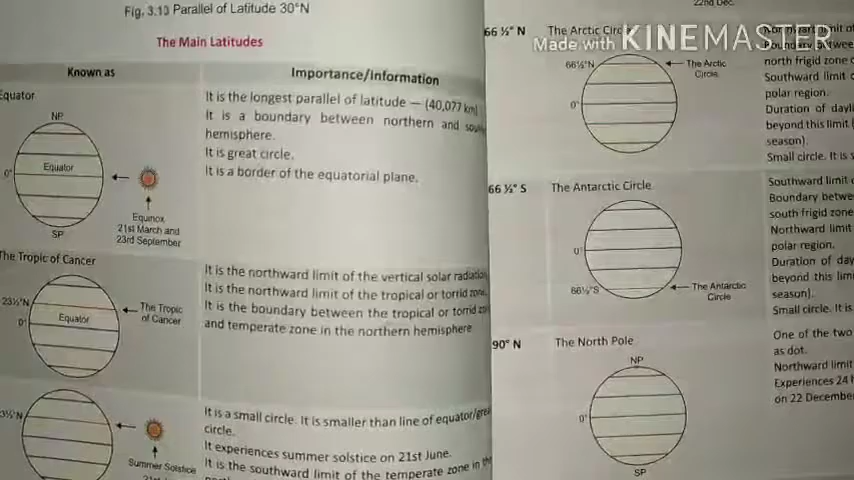 Fig. 3.13 Parallel of Latitude 30°N
The Main Latitudes
Known as
Importance/Information
Equator
NP
Equator
0°
SP
Equinox
21st March and
23rd September
It is the longest parallel of latitude — (40,077 km)
It is a boundary between northern and
hemisphere.
It is great circle.
It is a border of the equatorial plane.
The Tropic of Cancer
23½°N
0°
Equator
The Tropic
of Cancer
It is the northward limit of the vertical solar radiation
It is the northward limit of the tropical or torrid zone.
It is the boundary between the tropical or torrid
and temperate zone in the northern hemisphere
3½°N
Summer Solstice
It is a small circle. It is smaller than line of equator/
circle.
It experiences summer solstice on 21st June.
It is the southward limit of the temperate zone in
22nd Dec.
66 ½° N
The Arctic
Made with KINEMASTER
66½°N
0°
The Arctic
Circle
limit of
north frigid zone
Southward limit
polar region.
Duration of
beyond this limit
season).
Small circle. It is
66 ½° S
The Antarctic Circle
0°
66½°S
The Antarctic
Circle
Southward limit
Boundary
south frigid zone
Northward limit
polar region.
Duration of
beyond this
season).
Small circle. It is
90° N
The North Pole
NP
0°
SP
One of the two
as dot.
Northward limit
Experiences 24
on 22